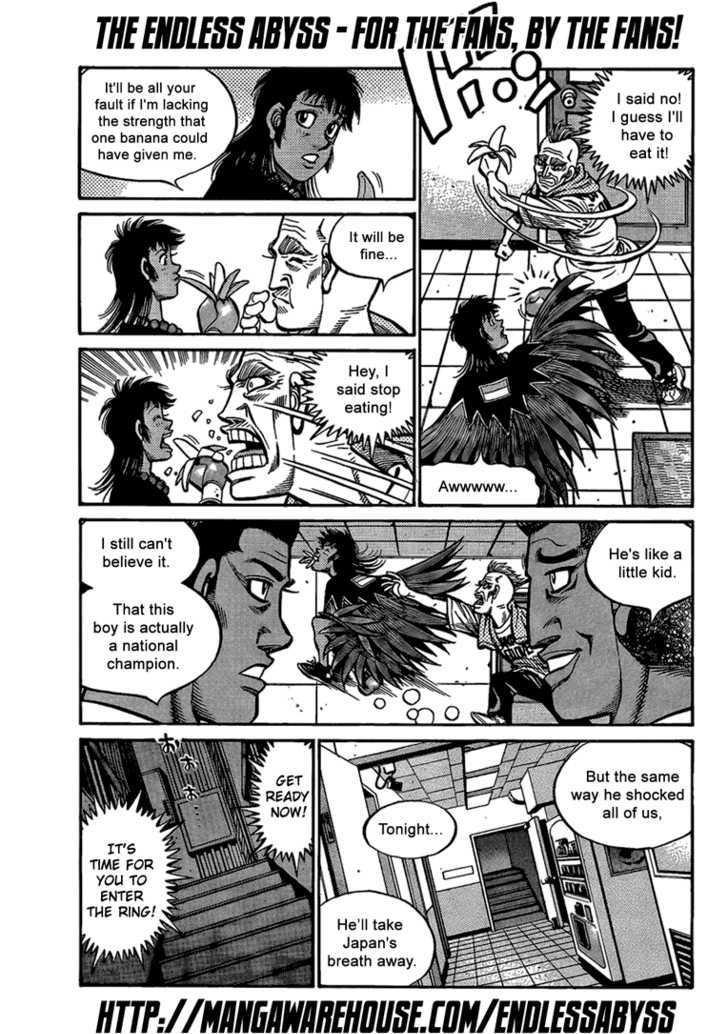 THE ENDLESS ABYSS - FOR THE FANS, BY THE FANS!
I said no!
I guess I'll
have to
eat it!
Awwwww...
It'll be all your
fault if I'm lacking
the strength that
one banana could
have given me.
It will be
fine...
Hey, I
said stop
eating!
He's like a
little kid.
I still can't
believe it.
That this
boy is actually
a national
champion.
But the same
way he shocked
all of us,
Tonight...
He'll take
Japan's
breath away.
GET
READY
NOW!
IT'S
TIME FOR
YOU TO
ENTER
THE RING!
HTTP://MANGAWAREHOUSE.COM/ENDLESSABYSS